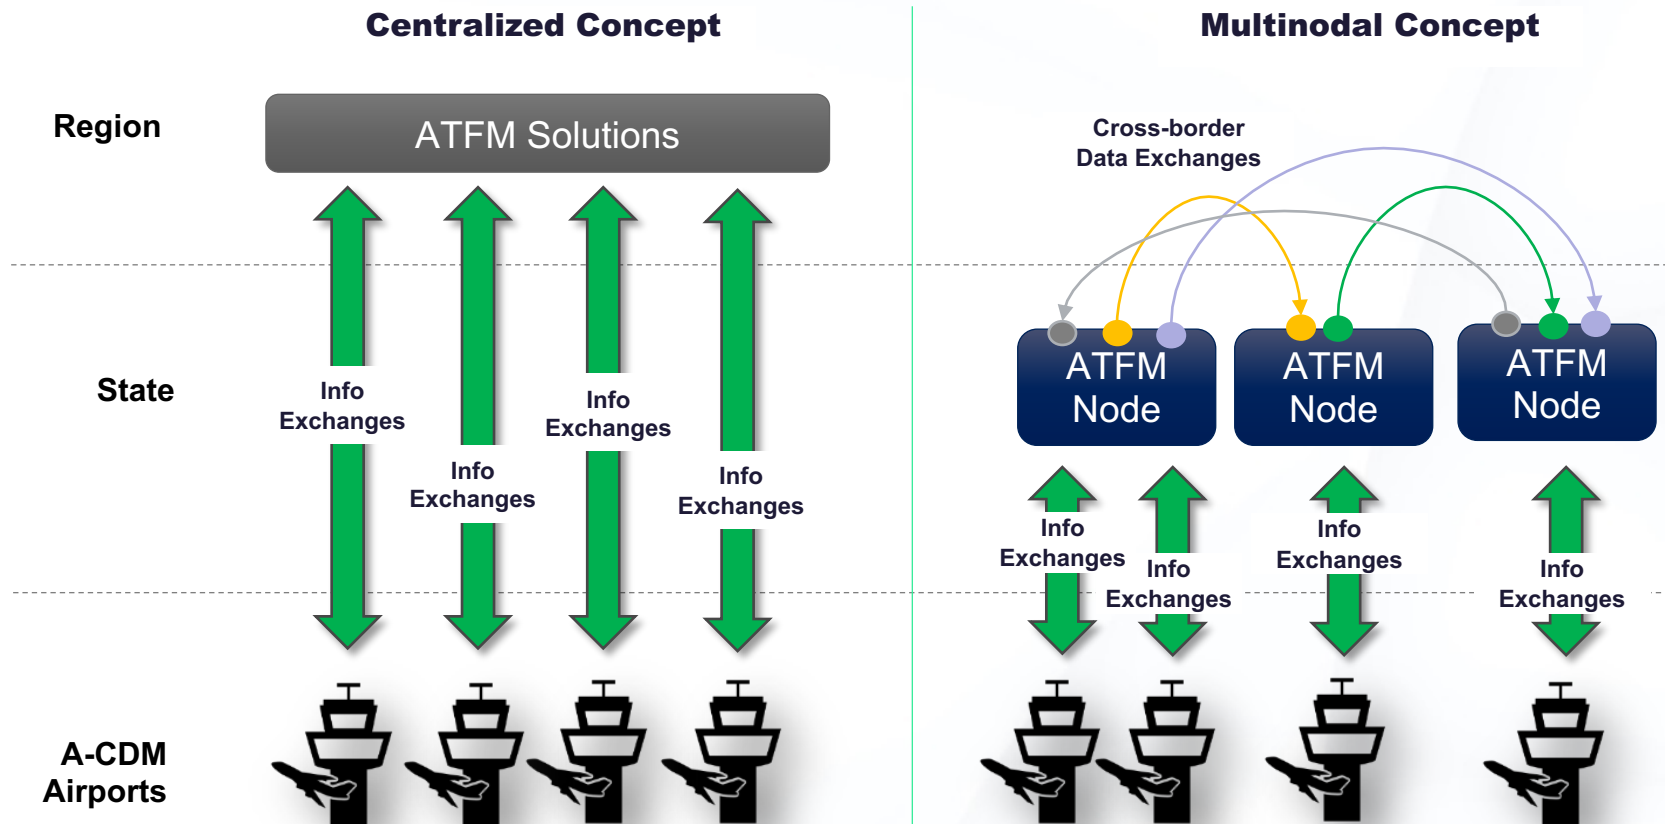 Centralized Concept
Multinodal Concept
Region
ATFM Solutions
Cross-border
Data Exchanges
State
Info
Exchanges
Info
Exchanges
Info
Exchanges
Info
Exchanges
ATFM
Node
ATFM
Node
ATFM
Node
Info
Exchanges
Info
Exchanges
Info
Exchanges
Info
Exchanges
A-CDM
Airports